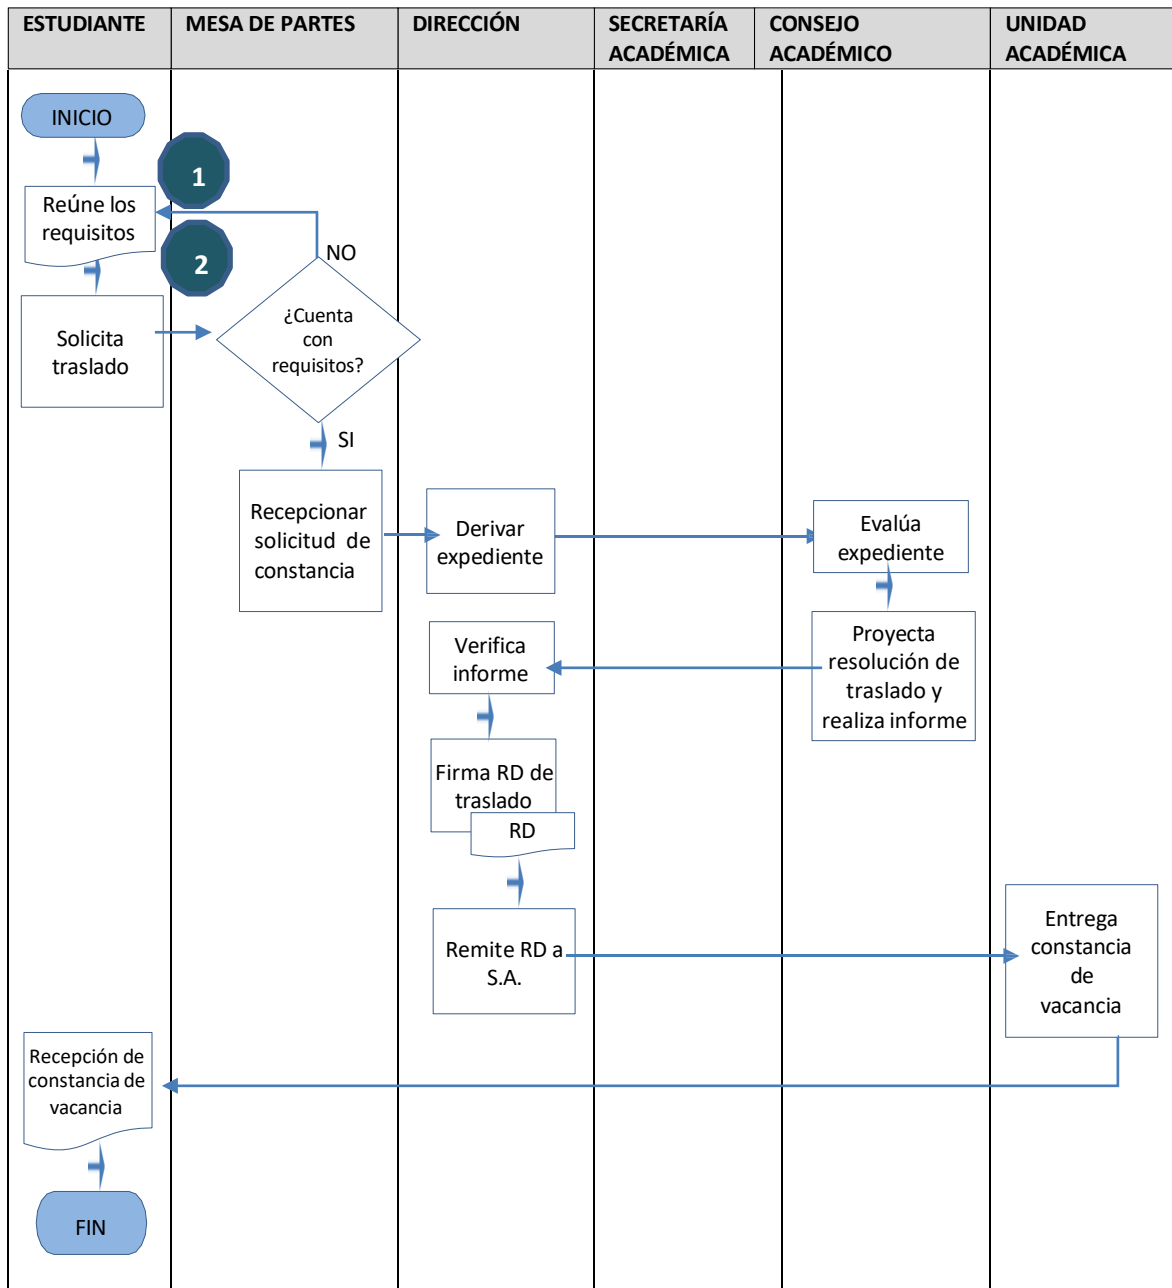 ESTUDIANTE
MESA DE PARTES
DIRECCIÓN
SECRETARÍA
ACADÉMICA
CONSEJO
ACADÉMICO
UNIDAD
ACADÉMICA
INICIO
1
Reúne los
requisitos
2
NO
¿Cuenta
con
requisitos?
Solicita
traslado
SI
Recepcionar
solicitud de
constancia
Derivar
expediente
Evalúa
expediente
Proyecta
resolución de
traslado y
realiza informe
Verifica
informe
Firma RD de
traslado
RD
Remite RD a
S.A.
Entrega
constancia
de
vacancia
Recepción de
constancia de
vacancia
FIN